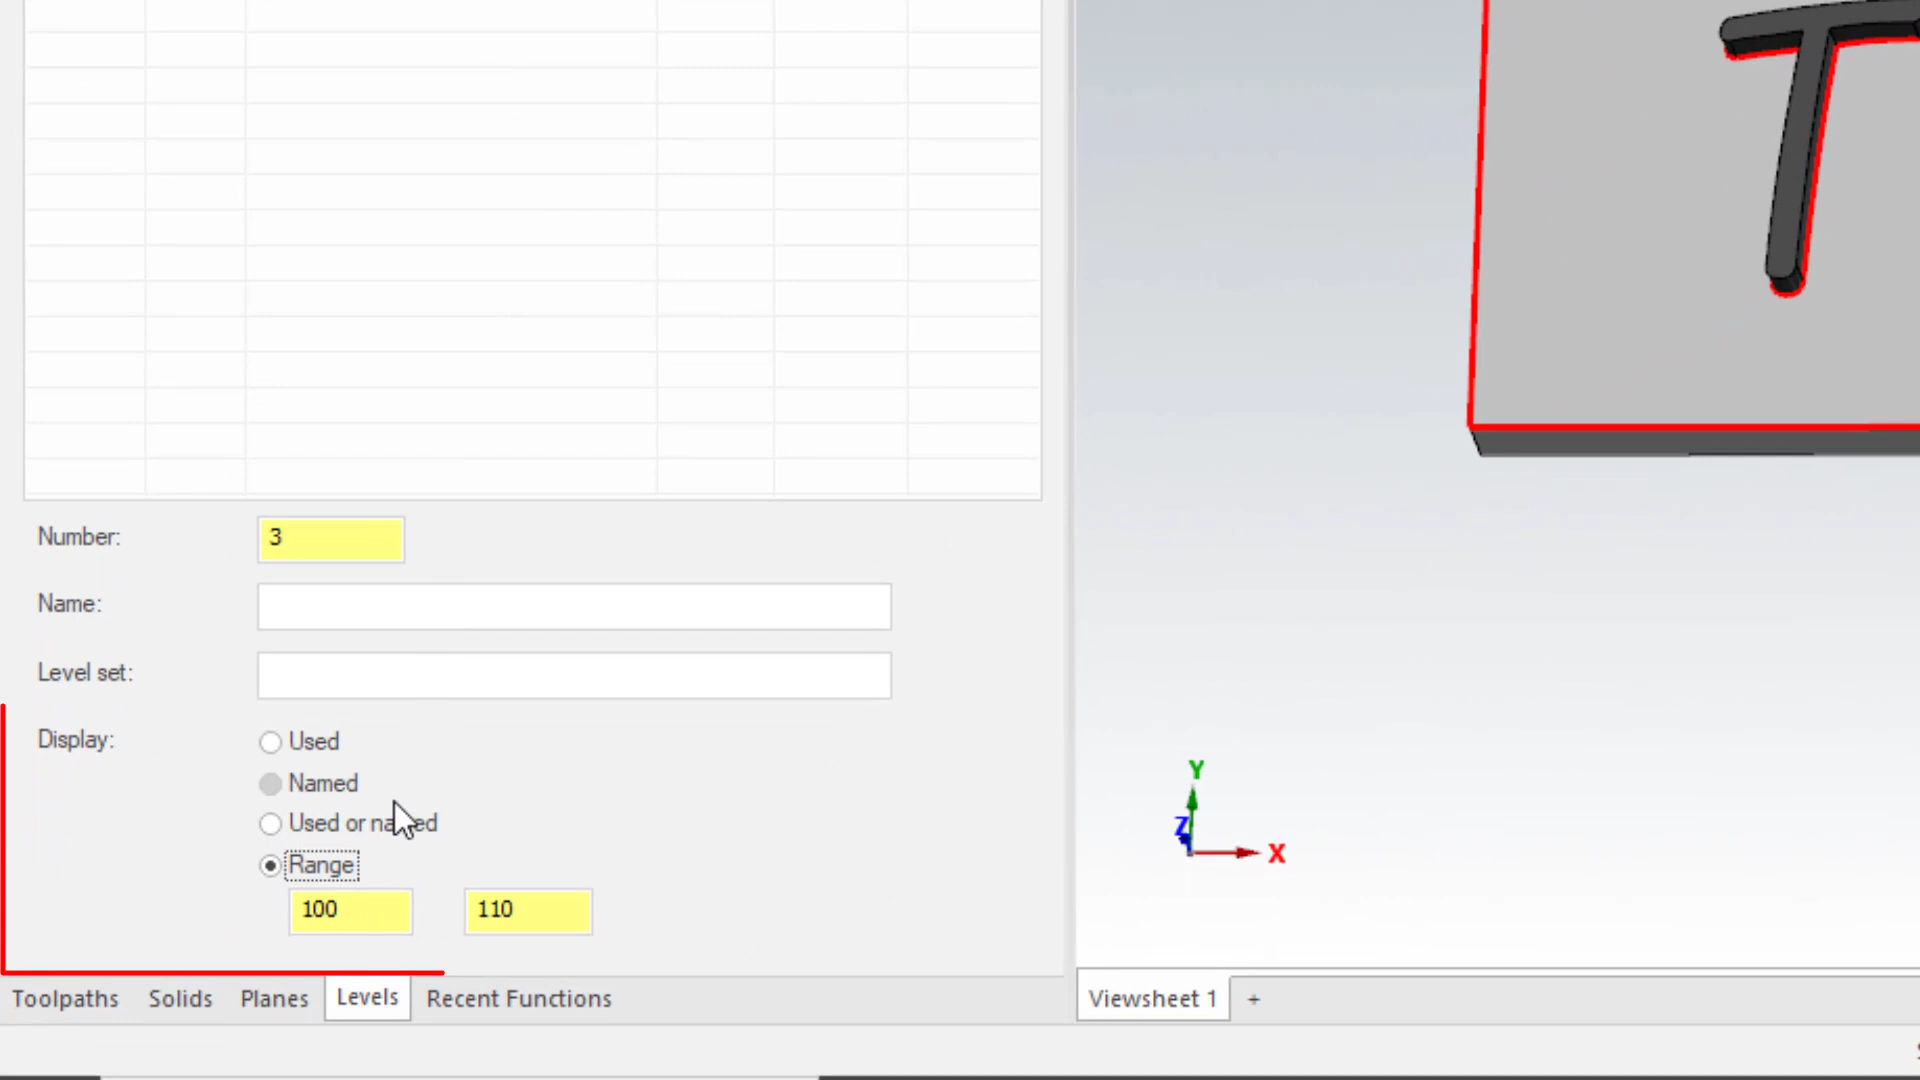 Number: 3
Name:
Level set:
Display:
Used
Named
Used or named
Range
100 110
Toolpaths Solids Planes Levels Recent Functions
Viewsheet 1 +
Y
Z
X
T